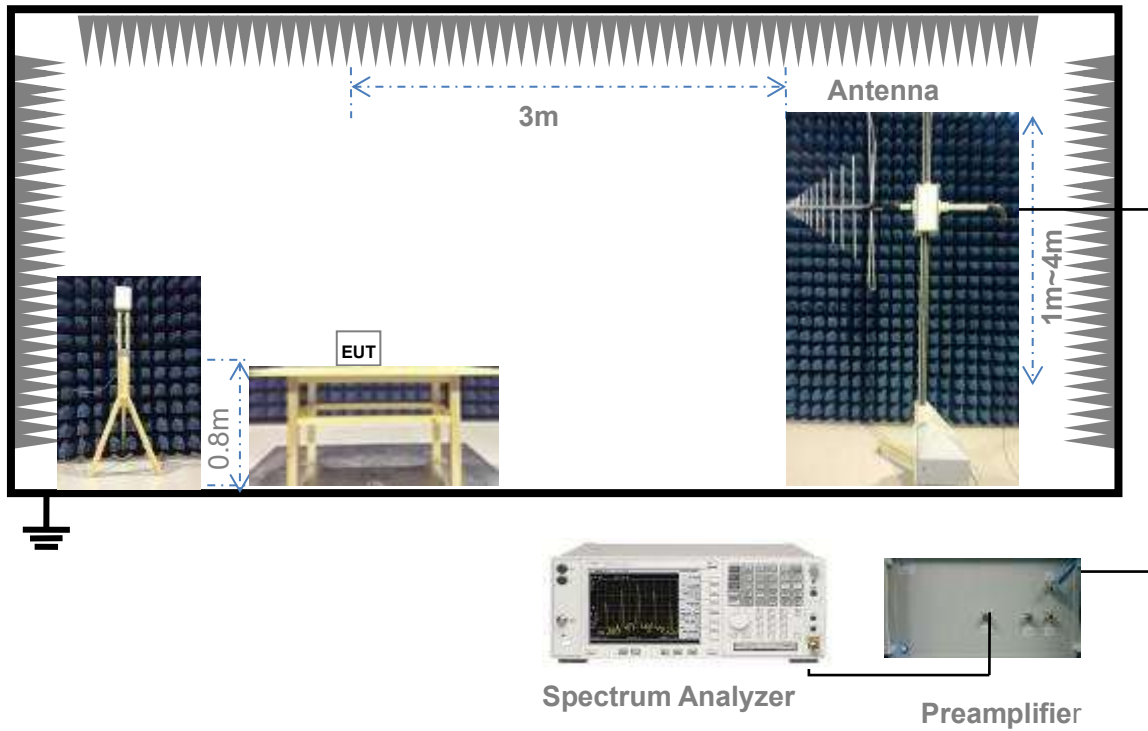 Antenna
3m
1m~4m
EUT
0.8m
Spectrum Analyzer
Preamplifier